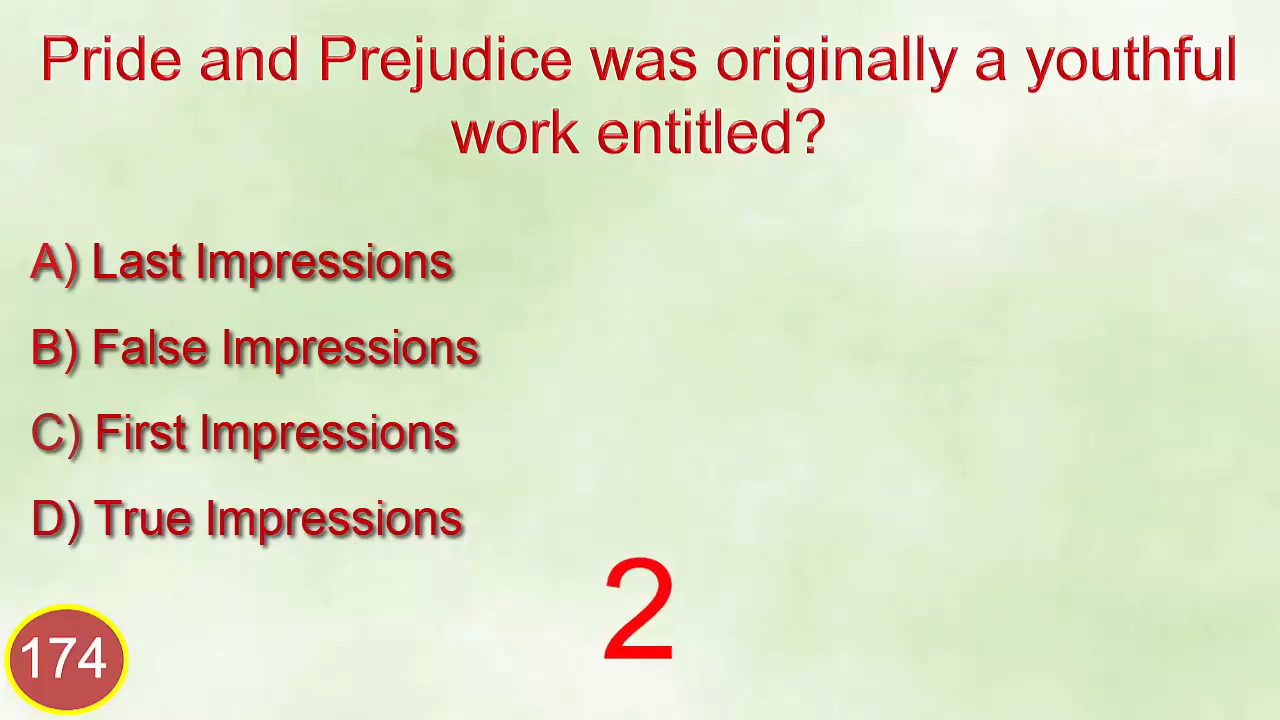 Pride and Prejudice was originally a youthful
work entitled?
A) Last Impressions
B) False Impressions
C) First Impressions
D) True Impressions
2
174